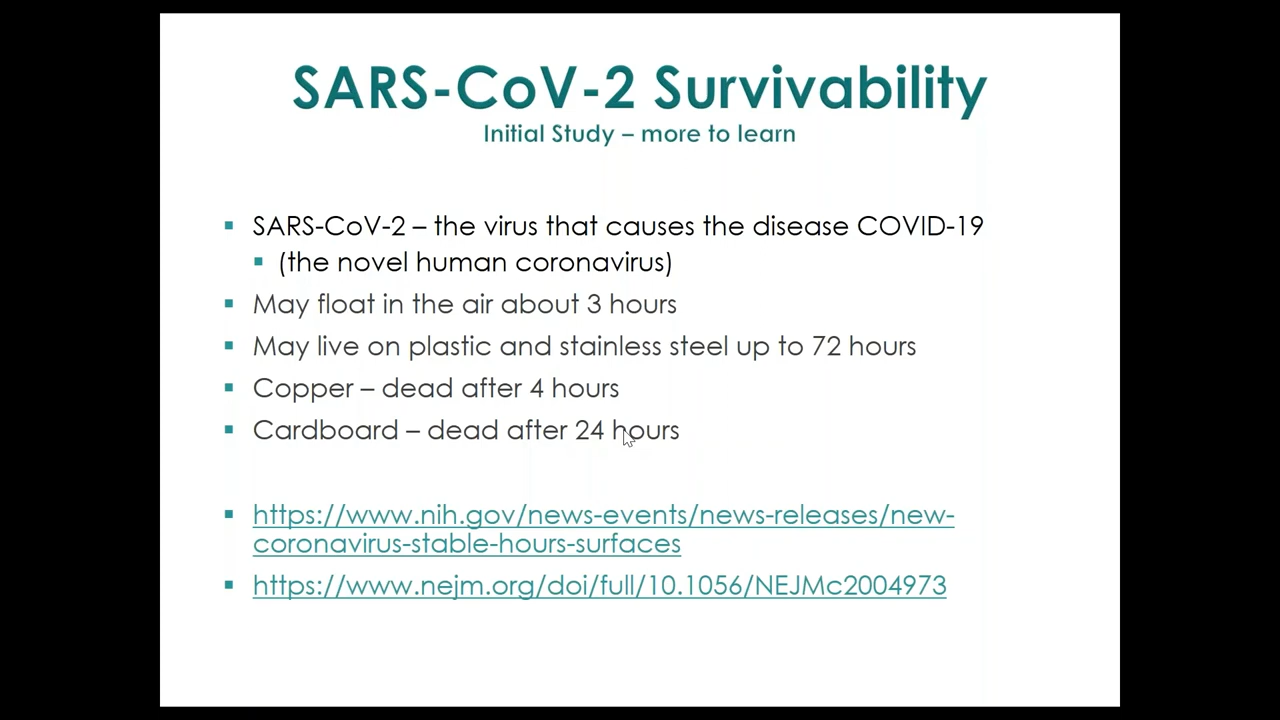 SARS-CoV-2 Survivability
Initial Study – more to learn
SARS-CoV-2 – the virus that causes the disease COVID-19
(the novel human coronavirus)
May float in the air about 3 hours
May live on plastic and stainless steel up to 72 hours
Copper – dead after 4 hours
Cardboard – dead after 24 hours
https://www.nih.gov/news-events/news-releases/new-
coronavirus-stable-hours-surfaces
https://www.nejm.org/doi/full/10.1056/NEJMc2004973